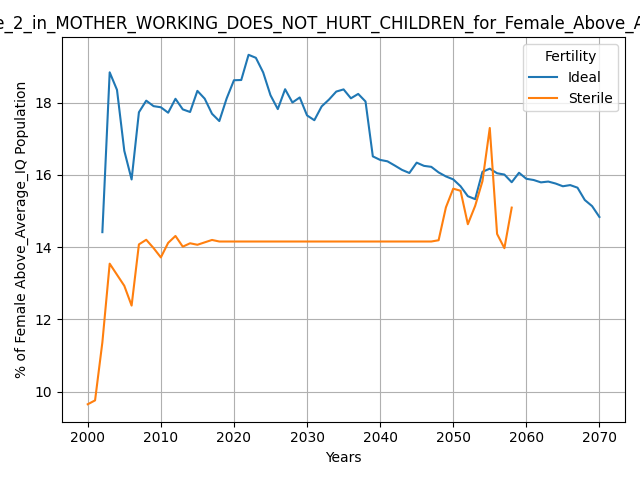 e_2_in_MOTHER_WORKING_DOES_NOT_HURT_CHILDREN_for_Female_Above_A
% of Female Above_Average_IQ Population
18
16
14
12
10
Fertility
Ideal
Sterile
2000 2010 2020 2030 2040 2050 2060 2070
Years